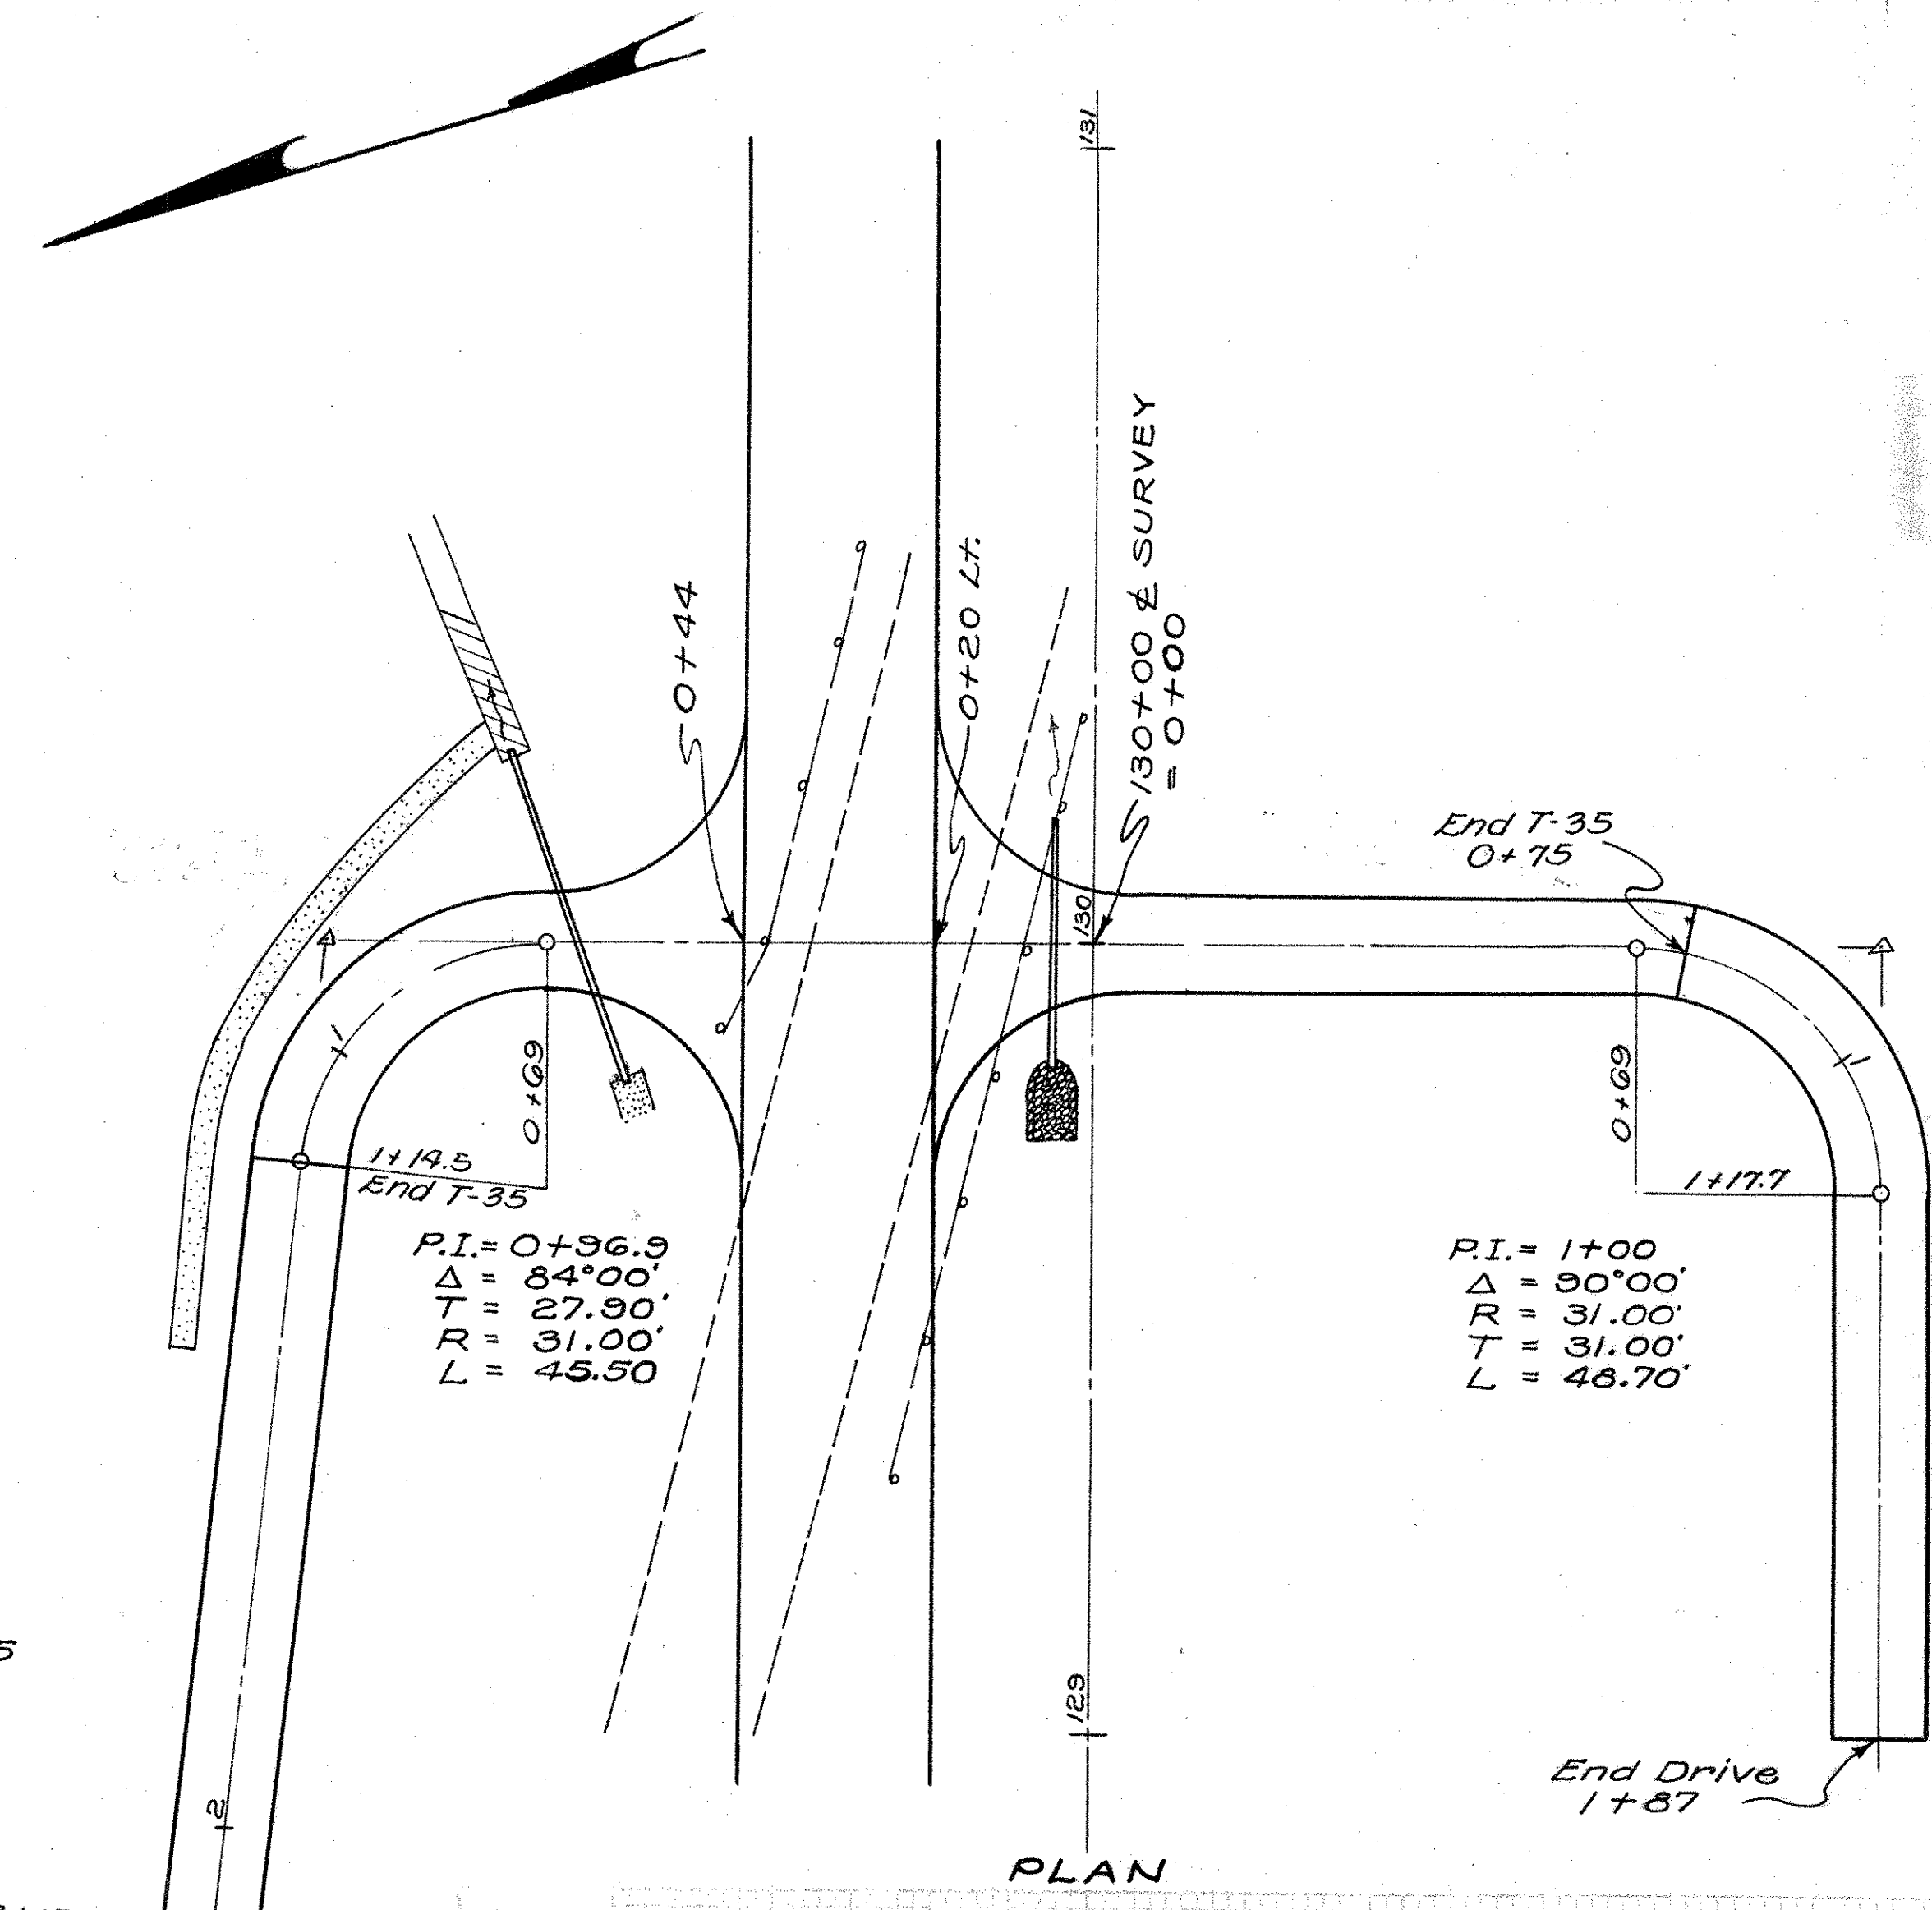 131
130+00 ⅊ SURVEY
= 0+00
0+44
0+20 Lt.
130
End T-35
0+75
0+69
1
1+14.5
End T-35
0+69
1
1+17.7
P.I. = 0+96.9
Δ = 84°00'
T = 27.90'
R = 31.00'
L = 45.50
P.I. = 1+00
Δ = 90°00'
R = 31.00'
T = 31.00'
L = 48.70'
129
2
End Drive
1+87
PLAN